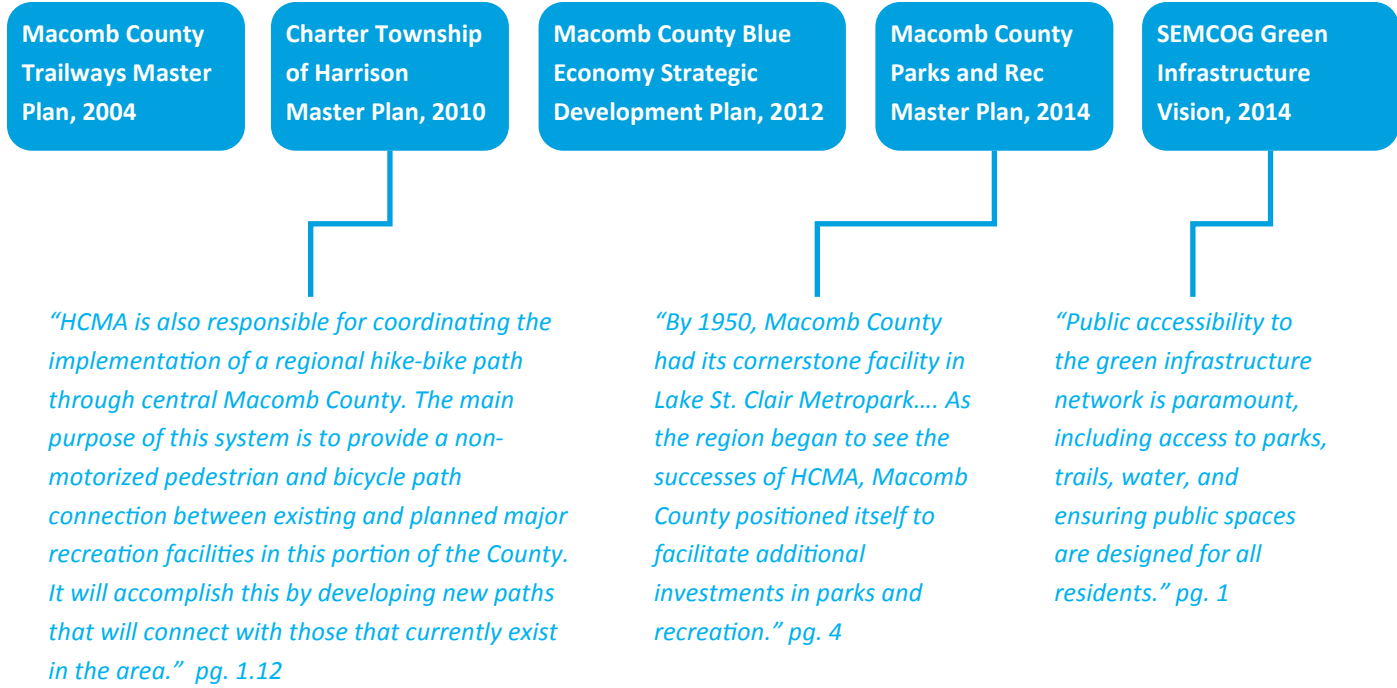 Macomb County
Trailways Master
Plan, 2004
Charter Township
of Harrison
Master Plan, 2010
Macomb County Blue
Economy Strategic
Development Plan, 2012
Macomb County
Parks and Rec
Master Plan, 2014
SEMCOG Green
Infrastructure
Vision, 2014
“HCMA is also responsible for coordinating the
implementation of a regional hike-bike path
through central Macomb County. The main
purpose of this system is to provide a non-
motorized pedestrian and bicycle path
connection between existing and planned major
recreation facilities in this portion of the County.
It will accomplish this by developing new paths
that will connect with those that currently exist
in the area.” pg. 1.12
“By 1950, Macomb County
had its cornerstone facility in
Lake St. Clair Metropark…. As
the region began to see the
successes of HCMA, Macomb
County positioned itself to
facilitate additional
investments in parks and
recreation.” pg. 4
“Public accessibility to
the green infrastructure
network is paramount,
including access to parks,
trails, water, and
ensuring public spaces
are designed for all
residents.” pg. 1